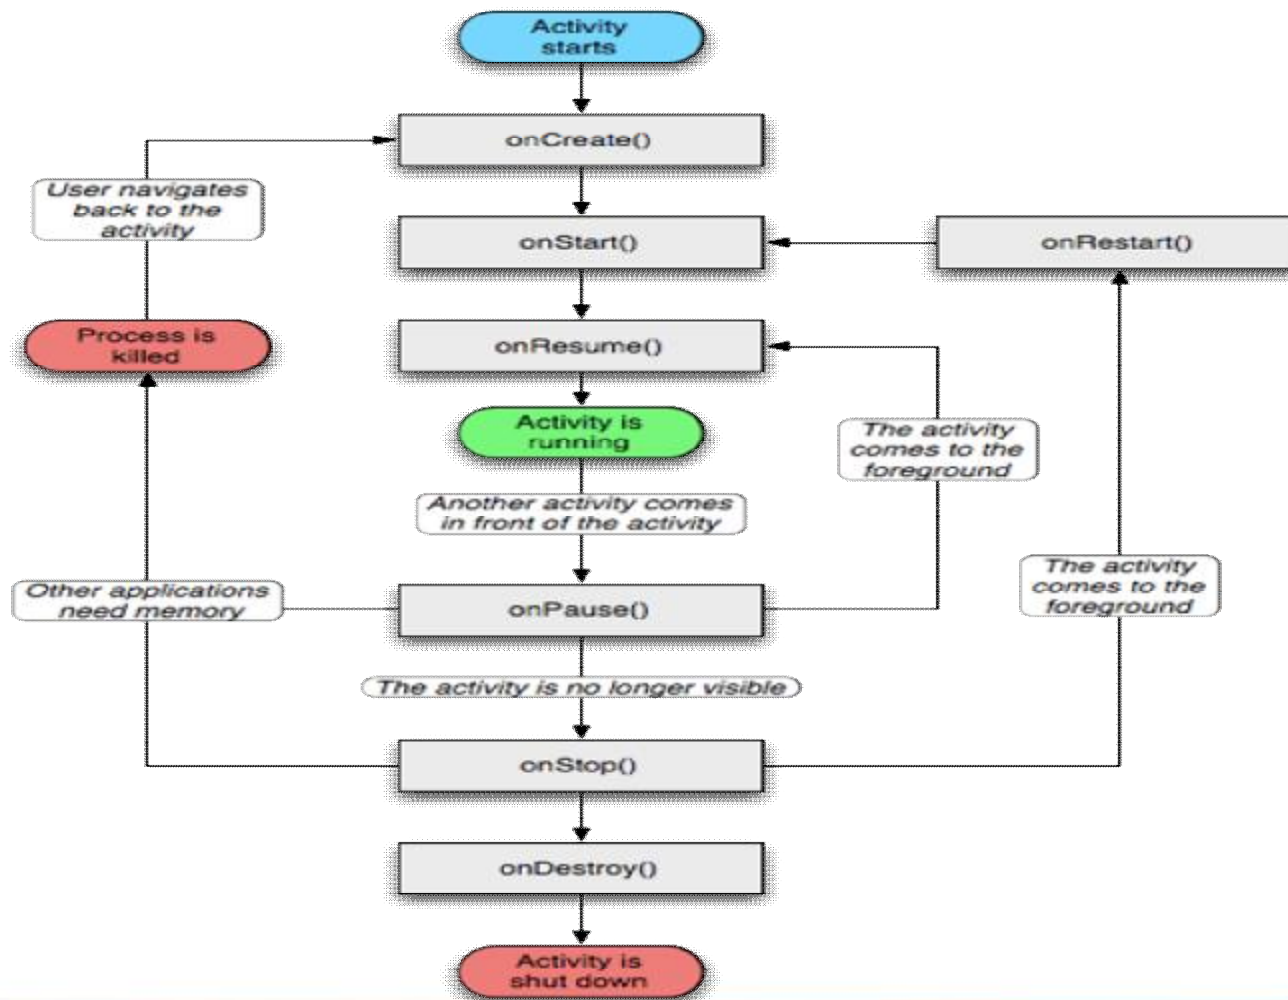 Activity
starts
onCreate()
User navigates
back to the
activity
onStart()
onRestart()
Process is
killed
onResume()
Activity is
running
The activity
comes to the
foreground
Another activity comes
in front of the activity
The activity
comes to the
foreground
Other applications
need memory
onPause()
The activity is no longer visible
onStop()
onDestroy()
Activity is
shut down